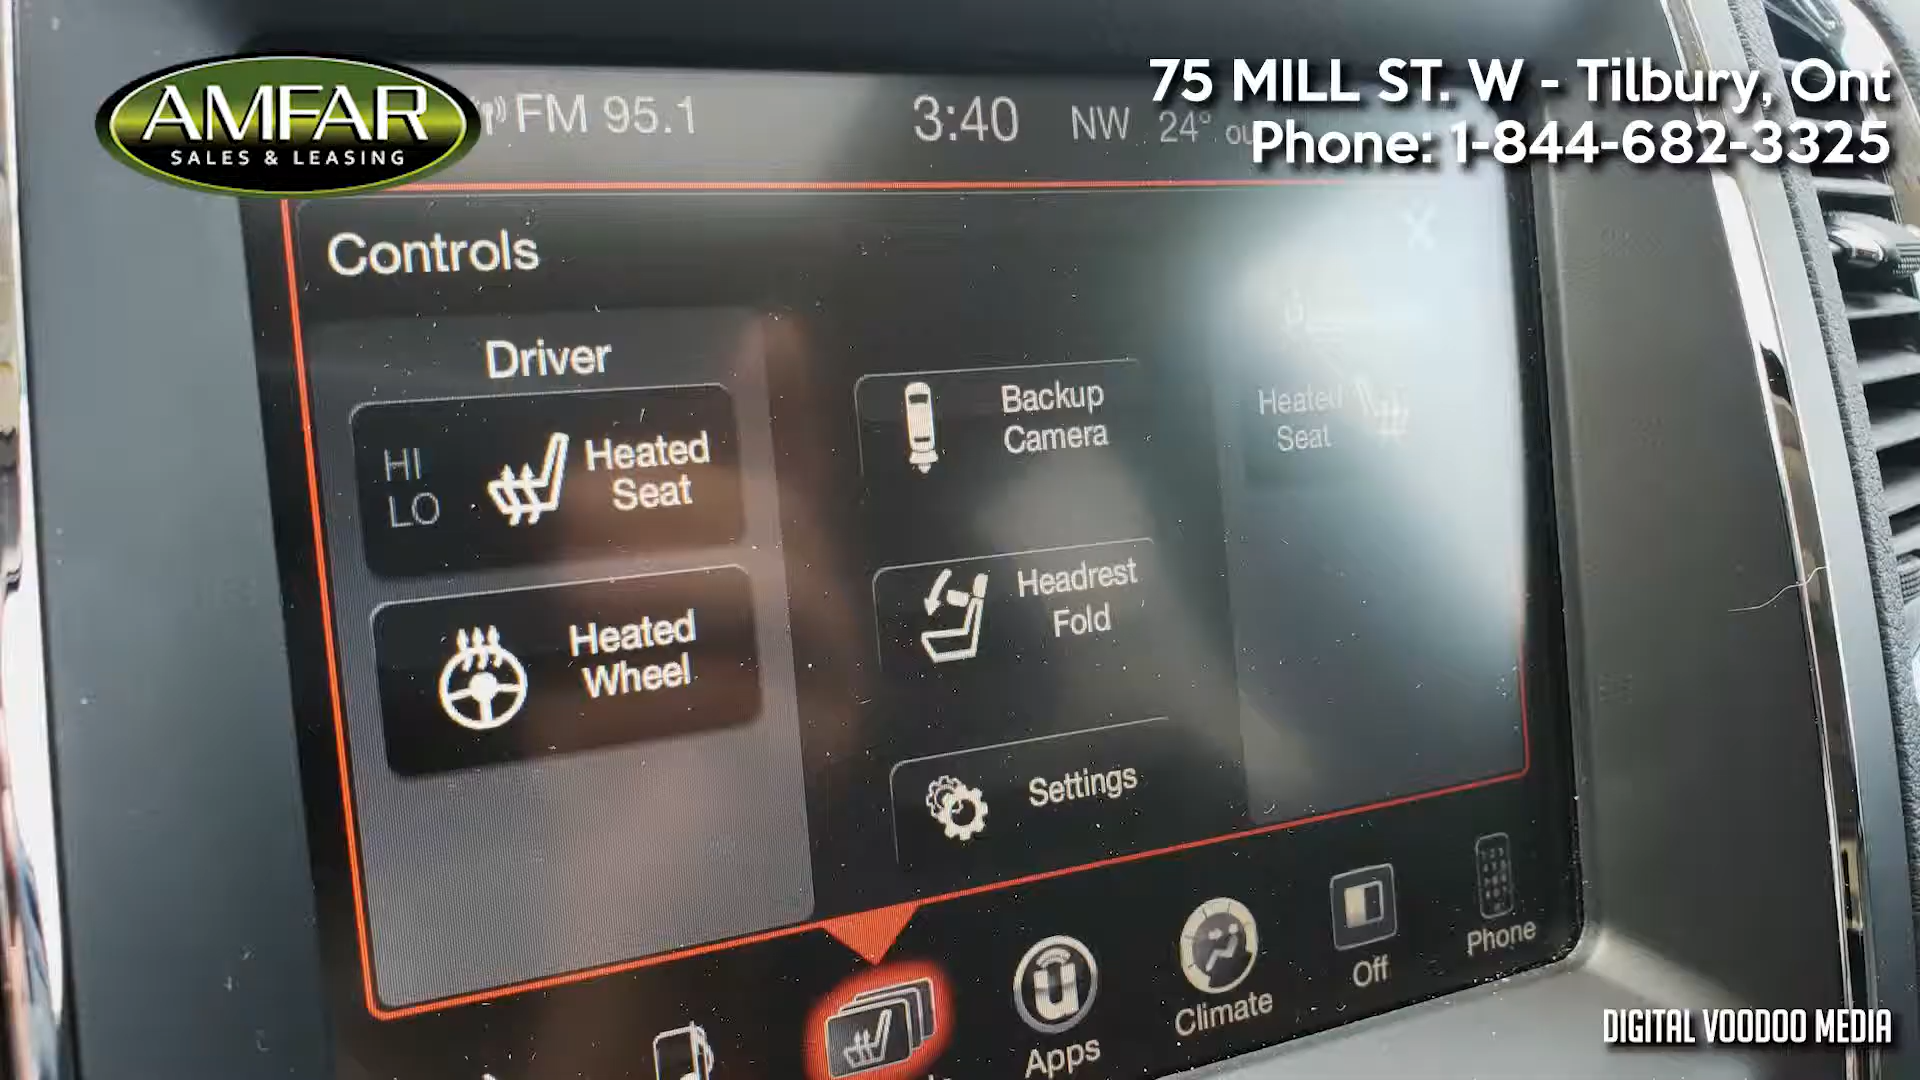 AMFAR
SALES & LEASING
75 MILL ST. W - Tilbury, Ont
Phone: 1-844-682-3325
FM 95.1
3:40
NW
24°
Controls
Driver
HI
LO
Heated
Seat
Heated
Wheel
Backup
Camera
Headrest
Fold
Settings
X
Heated
Seat
Apps
Climate
Off
Phone
DIGITAL VOODOO MEDIA